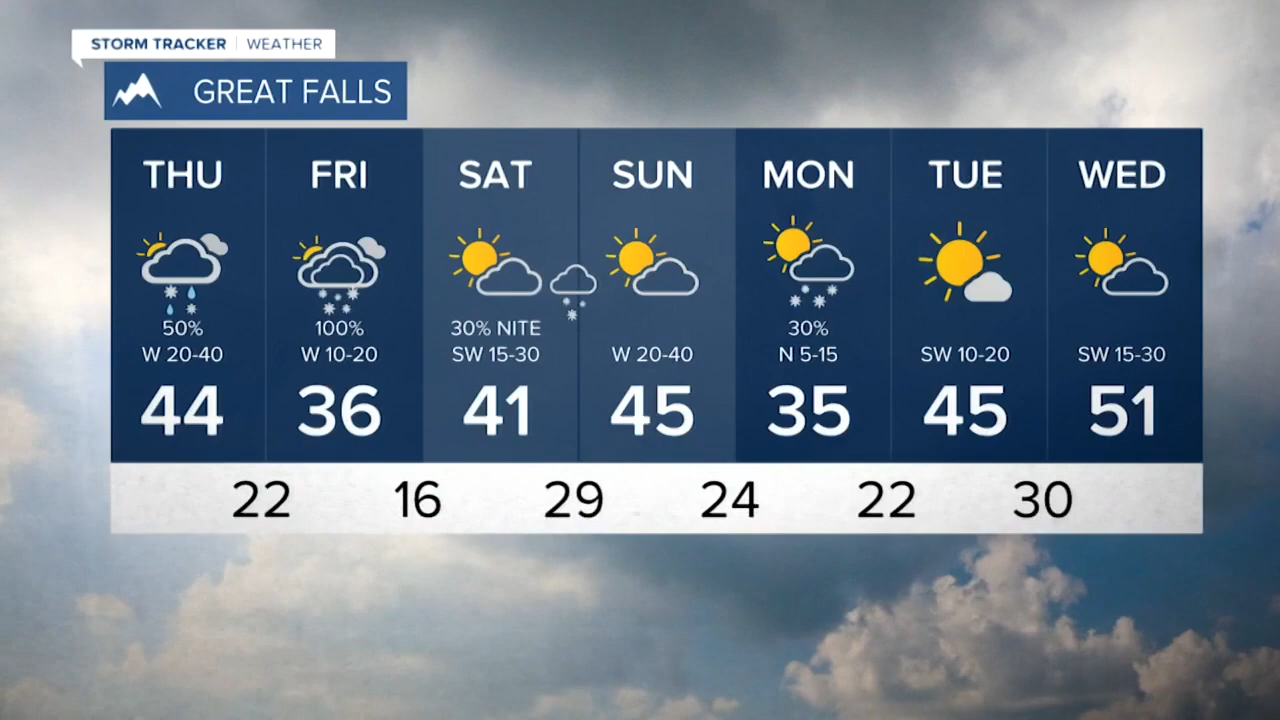 STORM TRACKER | WEATHER
GREAT FALLS
THU FRI SAT SUN MON TUE WED
50% 100% 30% NITE 30%
W 20-40 W 10-20 SW 15-30 W 20-40 N 5-15 SW 10-20 SW 15-30
44 36 41 45 35 45 51
22 16 29 24 22 30